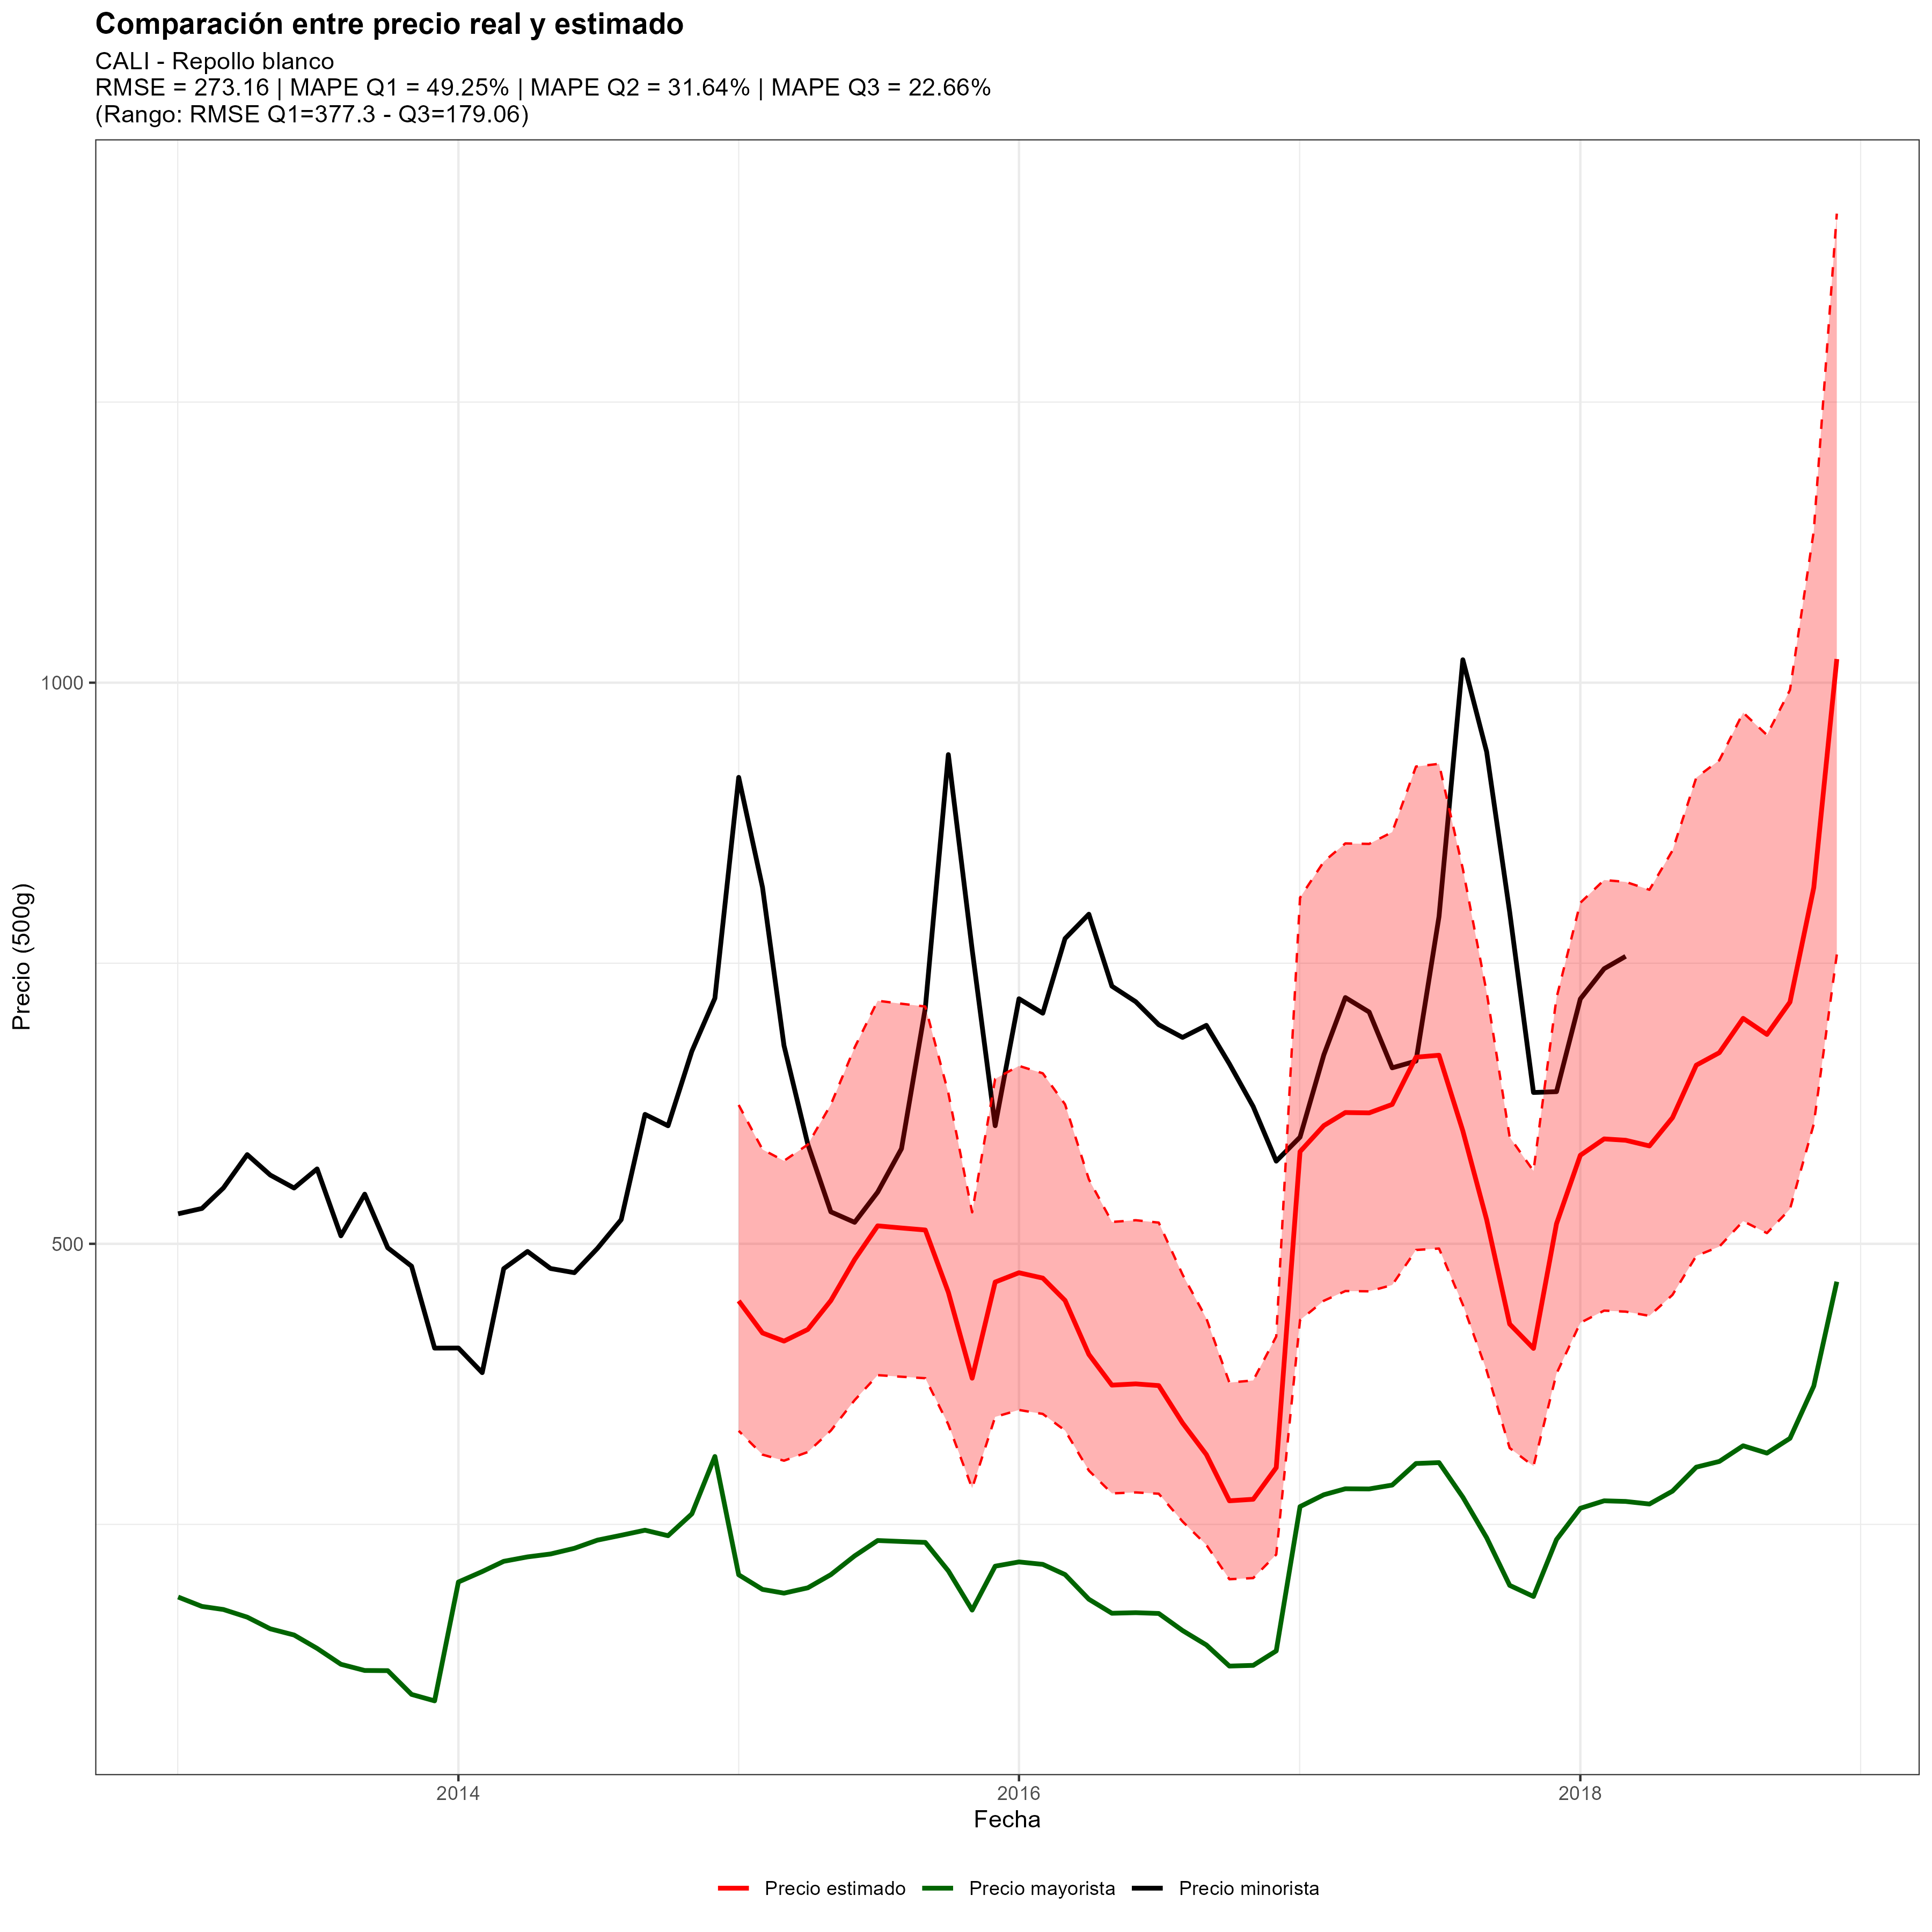 Comparación entre precio real y estimado
CALI - Repollo blanco
RMSE = 273.16 | MAPE Q1 = 49.25% | MAPE Q2 = 31.64% | MAPE Q3 = 22.66%
(Rango: RMSE Q1=377.3 - Q3=179.06)
Precio (500g)
1000
500
2014
2016
2018
Fecha
Precio estimado
Precio mayorista
Precio minorista